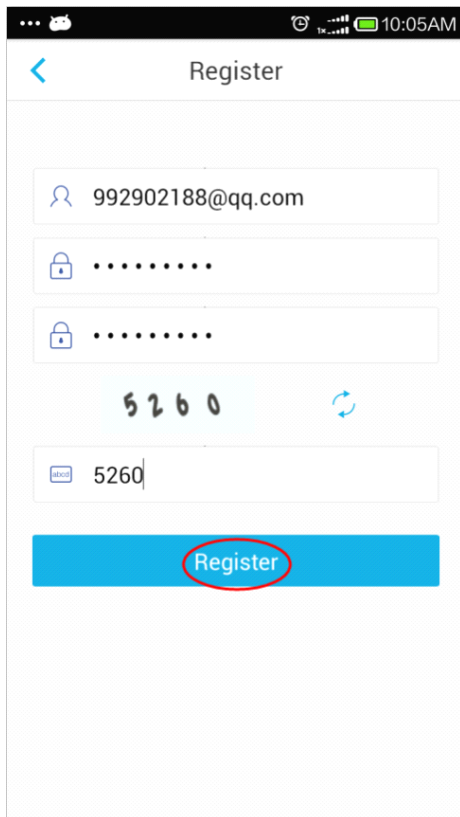 10:05AM
Register
992902188@qq.com
•••••••••
•••••••••
5260
abcd 5260
Register